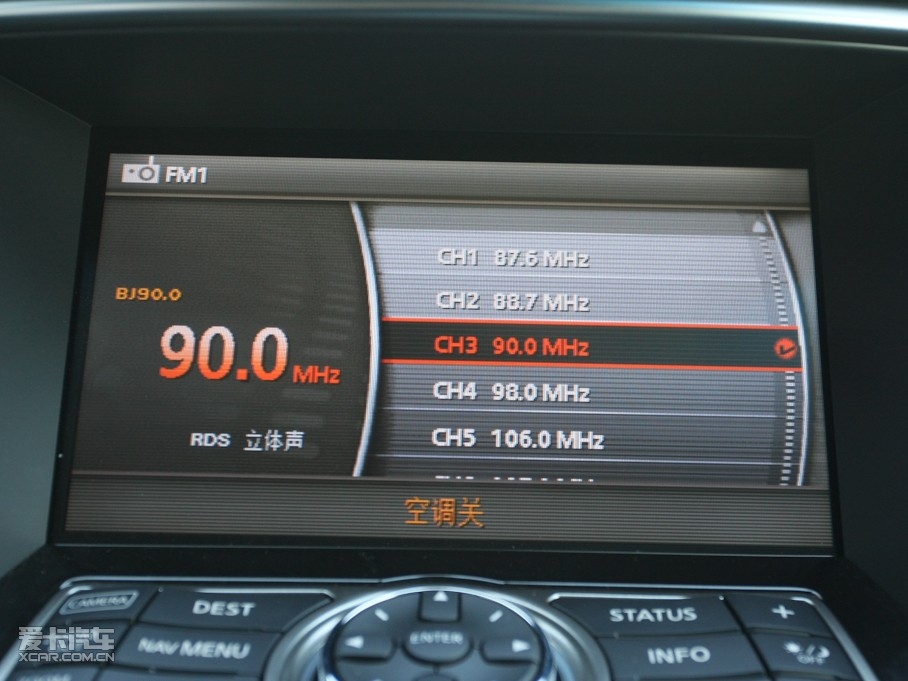 FM1
BJ90.0
90.0 MHz
RDS 立体声
CH1 87.6 MHz
CH2 88.7 MHz
CH3 90.0 MHz
CH4 98.0 MHz
CH5 106.0 MHz
空调关
CAMERA
DEST
NAV MENU
ENTER
STATUS
INFO
+
OFF
爱卡汽车
XCAR.COM.CN